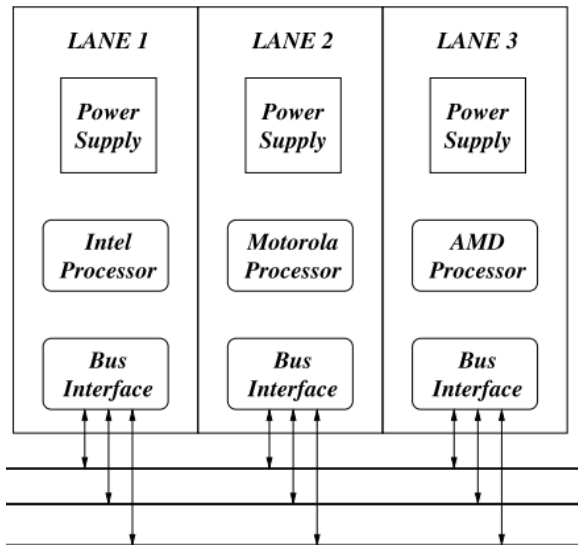 LANE 1
LANE 2
LANE 3
Power
Supply
Power
Supply
Power
Supply
Intel
Processor
Motorola
Processor
AMD
Processor
Bus
Interface
Bus
Interface
Bus
Interface